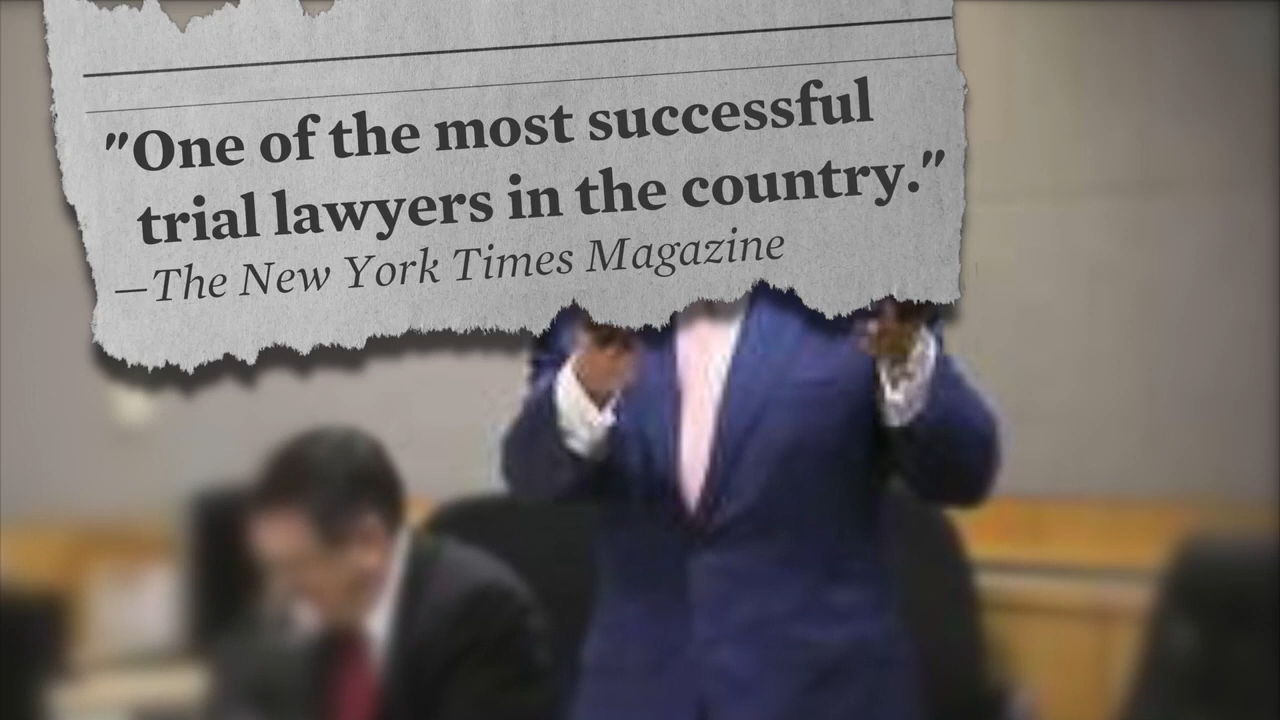 "One of the most successful
trial lawyers in the country."
—The New York Times Magazine